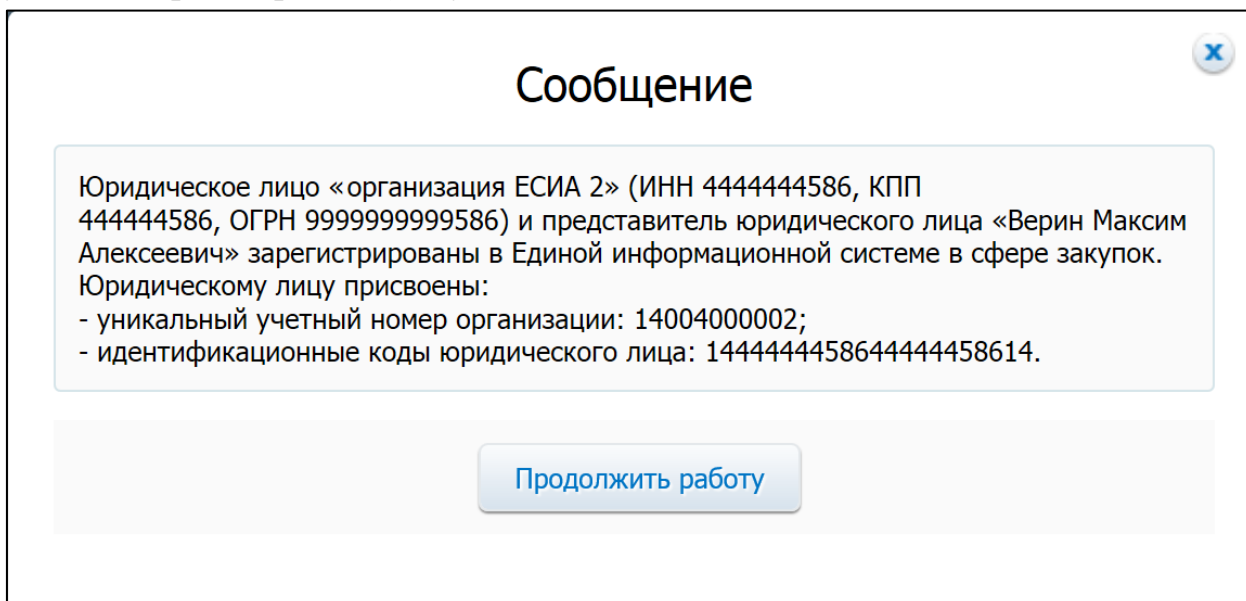 Сообщение
Юридическое лицо «организация ЕСИА 2» (ИНН 4444444586, КПП
444444586, ОГРН 9999999999586) и представитель юридического лица «Верин Максим
Алексеевич» зарегистрированы в Единой информационной системе в сфере закупок.
Юридическому лицу присвоены:
- уникальный учетный номер организации: 14004000002;
- идентификационные коды юридического лица: 14444444586444444458614.
Продолжить работу